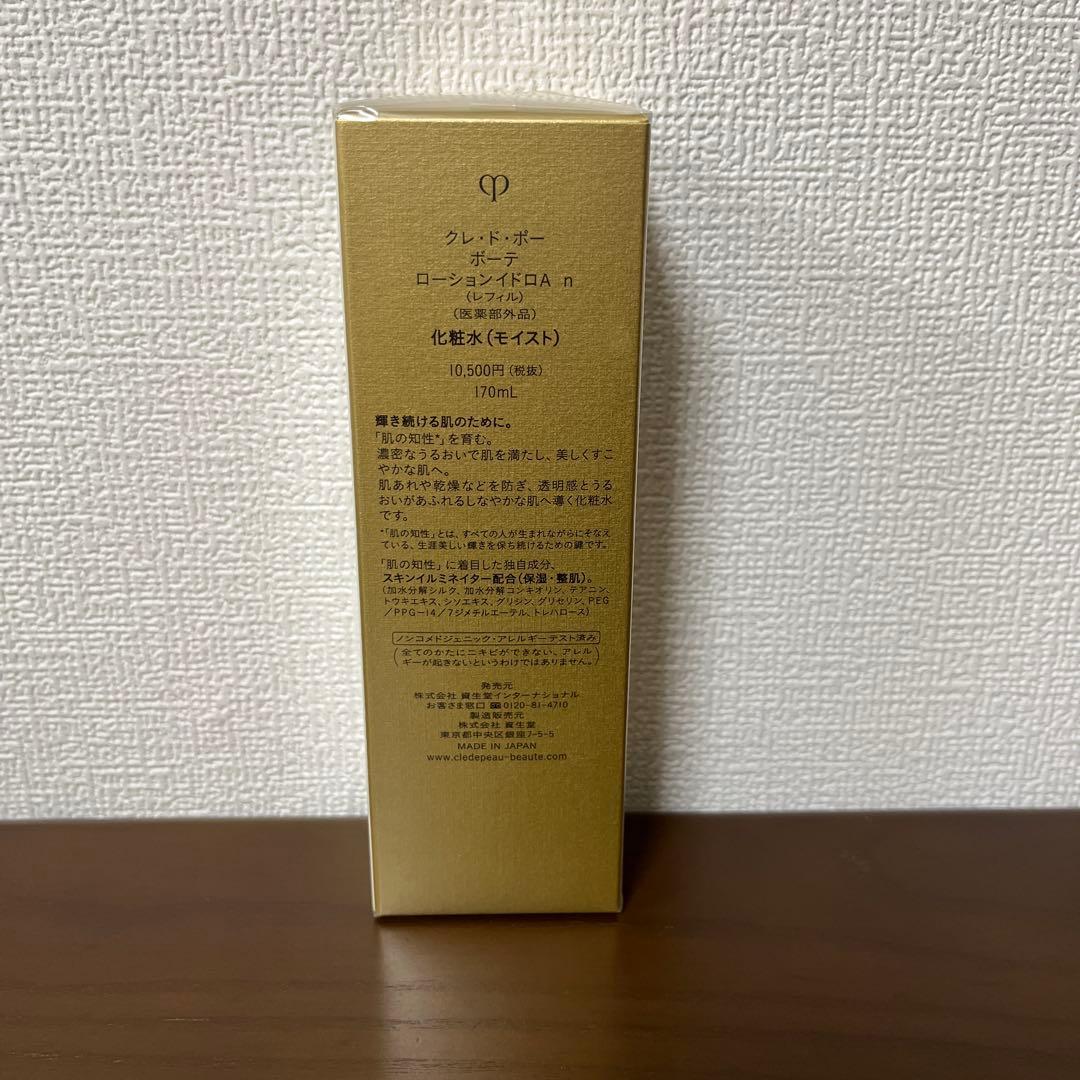 クレ・ド・ポー
ボーテ
ローションイドロA n
(レフィル)
(医薬部外品)
化粧水(モイスト)
10,500円(税抜)
170mL
輝き続ける肌のために。
「肌の知性*」を育む。
濃密なうるおいで肌を満たし、美しくすこ
やかな肌へ。
肌あれや乾燥などを防ぎ、透明感とうる
おいがあふれるしなやかな肌へ導く化粧水
です。
*「肌の知性」とは、すべての人が生まれながらにそなえ
ている、生涯美しい輝きを保ち続けるための鍵です。
「肌の知性」に着目した独自成分、
スキンイルミネイター配合(保湿・整肌)。
(加水分解シルク、加水分解コンキオリン、テアニン、
トウキエキス、シソエキス、グリシン、グリセリン、PEG
/PPG-14/7ジメチルエーテル、トレハロース)
ノンコメドジェニック・アレルギーテスト済み
(全てのかたにニキビができない、アレル
ギーが起きないというわけではありません。)
発売元
株式会社 資生堂インターナショナル
お客さま窓口 0120-81-4710
製造販売元
株式会社 資生堂
東京都中央区銀座7-5-5
MADE IN JAPAN
www.cledepeau-beaute.com